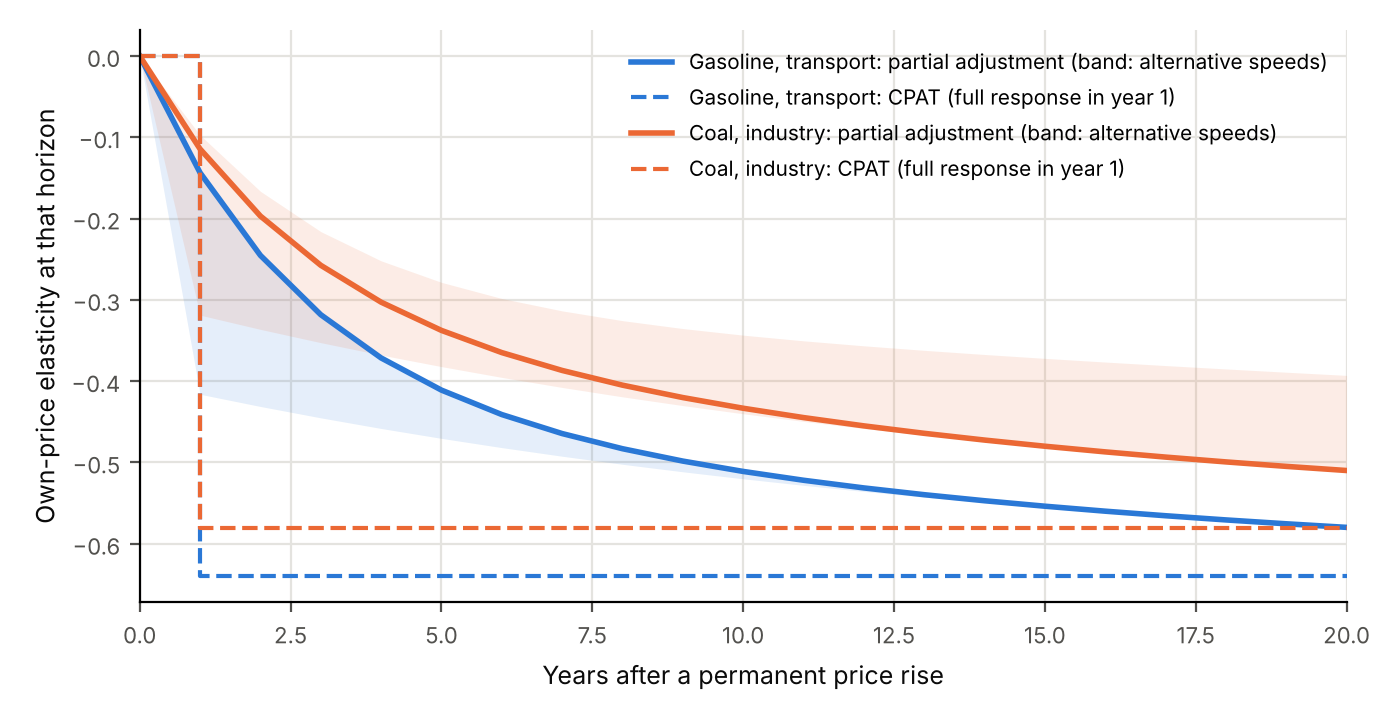 Gasoline, transport: partial adjustment (band: alternative speeds)
Gasoline, transport: CPAT (full response in year 1)
Coal, industry: partial adjustment (band: alternative speeds)
Coal, industry: CPAT (full response in year 1)
Own-price elasticity at that horizon
0.0
−0.1
−0.2
−0.3
−0.4
−0.5
−0.6
0.0 2.5 5.0 7.5 10.0 12.5 15.0 17.5 20.0
Years after a permanent price rise